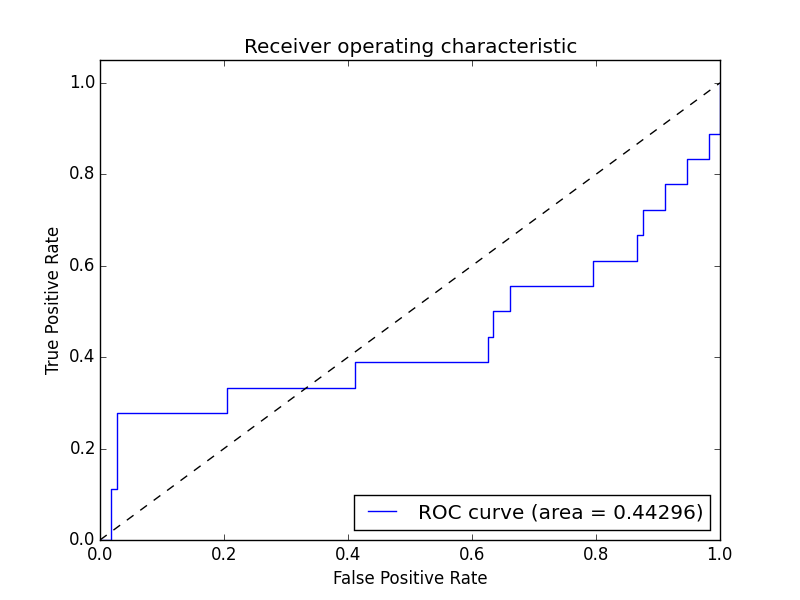 Receiver operating characteristic
1.0
0.8
0.6
0.4
0.2
0.0
True Positive Rate
ROC curve (area = 0.44296)
0.0 0.2 0.4 0.6 0.8 1.0
False Positive Rate